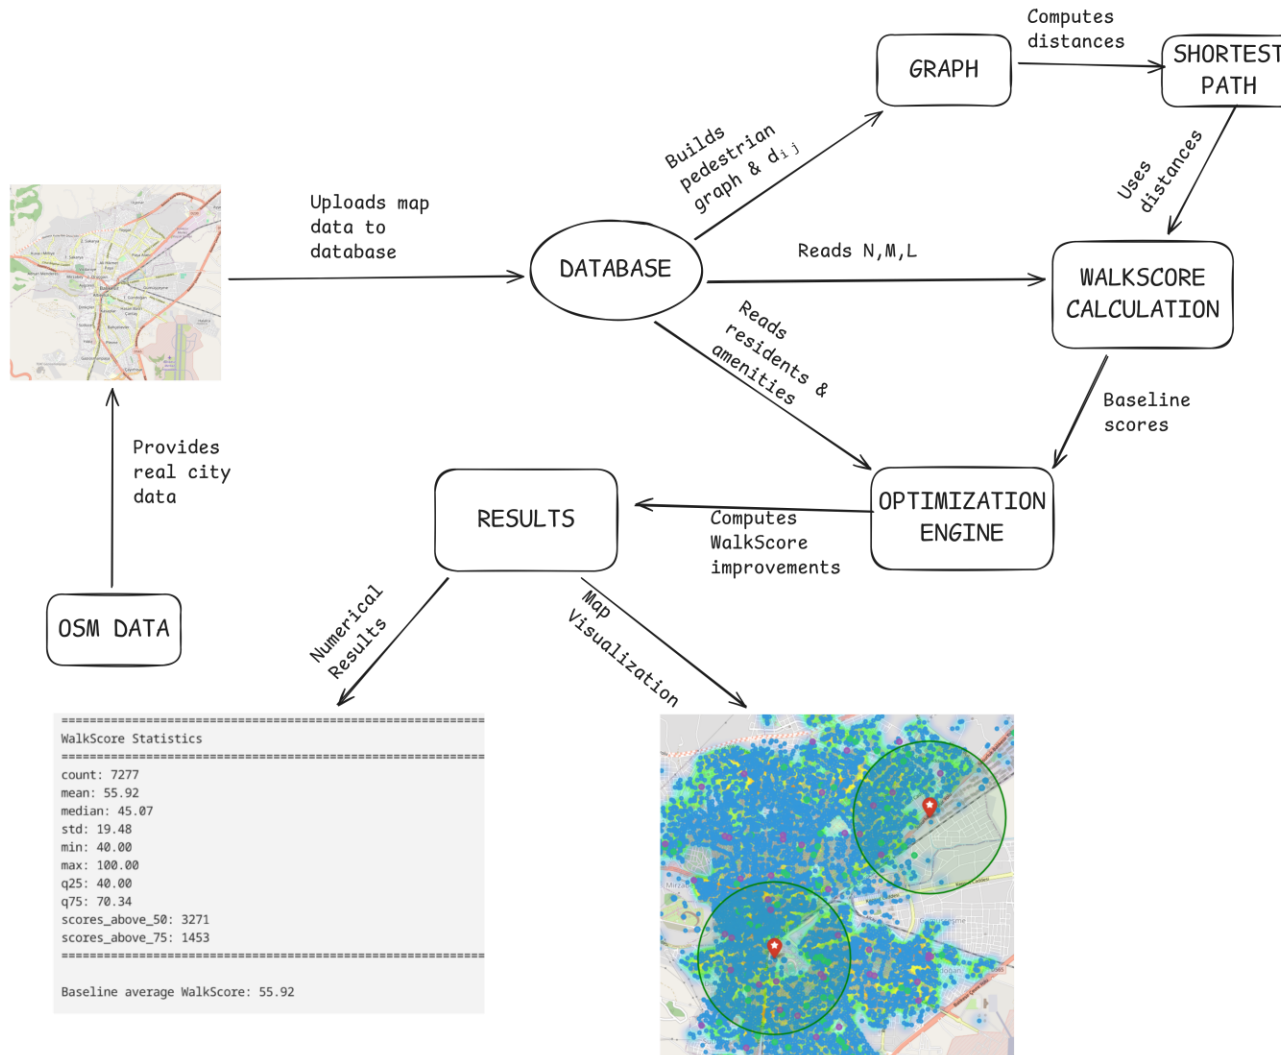 Computes
distances
GRAPH
SHORTEST
PATH
Builds
pedestrian
graph & d i j
Uses
distances
Uploads map
data to
database
DATABASE
Reads N,M,L
WALKSCORE
CALCULATION
Reads
residents &
amenities
Baseline
scores
Provides
real city
data
RESULTS
Computes
WalkScore
improvements
OPTIMIZATION
ENGINE
OSM DATA
Numerical
Results
Map
Visualization
============================================================
WalkScore Statistics
============================================================
count: 7277
mean: 55.92
median: 45.07
std: 19.48
min: 40.00
max: 100.00
q25: 40.00
q75: 70.34
scores_above_50: 3271
scores_above_75: 1453
============================================================
Baseline average WalkScore: 55.92